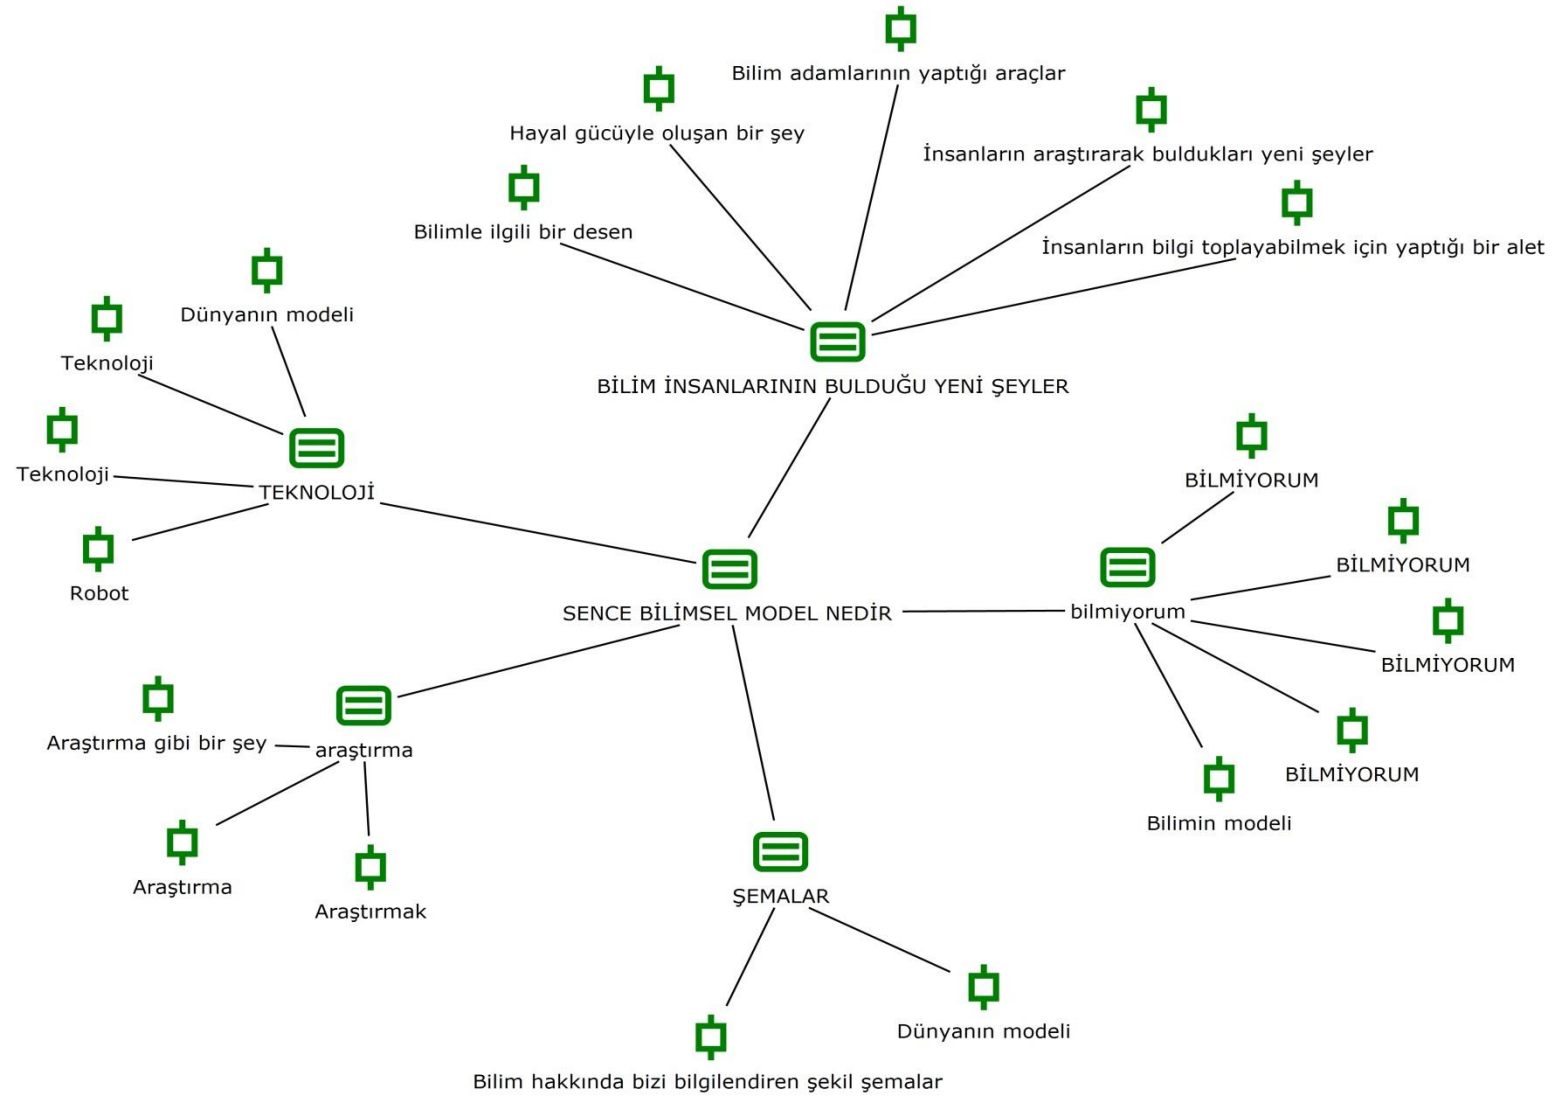 Bilim adamlarının yaptığı araçlar
Hayal gücüyle oluşan bir şey
İnsanların araştırarak buldukları yeni şeyler
Bilimle ilgili bir desen
İnsanların bilgi toplayabilmek için yaptığı bir alet
Dünyanın modeli
Teknoloji
BİLİM İNSANLARININ BULDUĞU YENİ ŞEYLER
Teknoloji
TEKNOLOJİ
BİLMİYORUM
BİLMİYORUM
Robot
SENCE BİLİMSEL MODEL NEDİR
bilmiyorum
BİLMİYORUM
Araştırma gibi bir şey
araştırma
BİLMİYORUM
Bilimin modeli
Araştırma
Araştırmak
ŞEMALAR
Dünyanın modeli
Bilim hakkında bizi bilgilendiren şekil şemalar